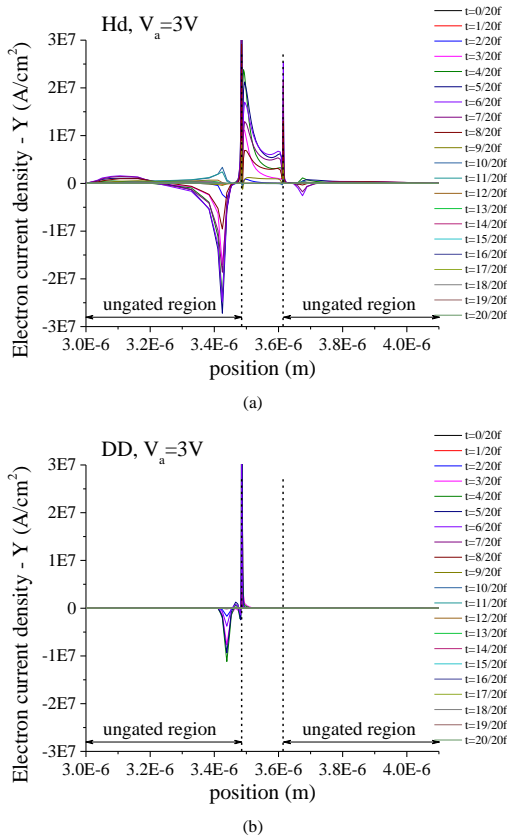 Hd, Vₐ=3V
Electron current density - Y (A/cm²)
3E7
2E7
1E7
0
-1E7
-2E7
-3E7
ungated region
ungated region
3.0E-6 3.2E-6 3.4E-6 3.6E-6 3.8E-6 4.0E-6
position (m)
t=0/20f
t=1/20f
t=2/20f
t=3/20f
t=4/20f
t=5/20f
t=6/20f
t=7/20f
t=8/20f
t=9/20f
t=10/20f
t=11/20f
t=12/20f
t=13/20f
t=14/20f
t=15/20f
t=16/20f
t=17/20f
t=18/20f
t=19/20f
t=20/20f
(a)
DD, Vₐ=3V
Electron current density - Y (A/cm²)
3E7
2E7
1E7
0
-1E7
-2E7
-3E7
ungated region
ungated region
3.0E-6 3.2E-6 3.4E-6 3.6E-6 3.8E-6 4.0E-6
position (m)
t=0/20f
t=1/20f
t=2/20f
t=3/20f
t=4/20f
t=5/20f
t=6/20f
t=7/20f
t=8/20f
t=9/20f
t=10/20f
t=11/20f
t=12/20f
t=13/20f
t=14/20f
t=15/20f
t=16/20f
t=17/20f
t=18/20f
t=19/20f
t=20/20f
(b)